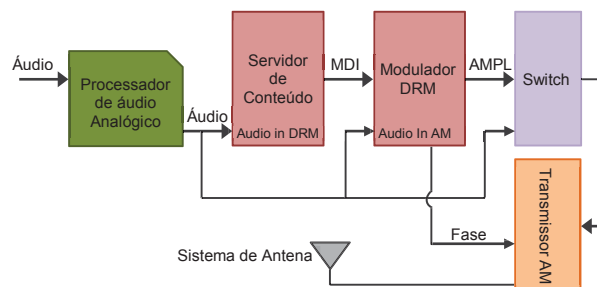 Áudio
Processador
de áudio
Analógico
Áudio
Servidor
de
Conteúdo
Audio in DRM
MDI
Modulador
DRM
Audio In AM
AMPL
Switch
Transmissor AM
Fase
Sistema de Antena